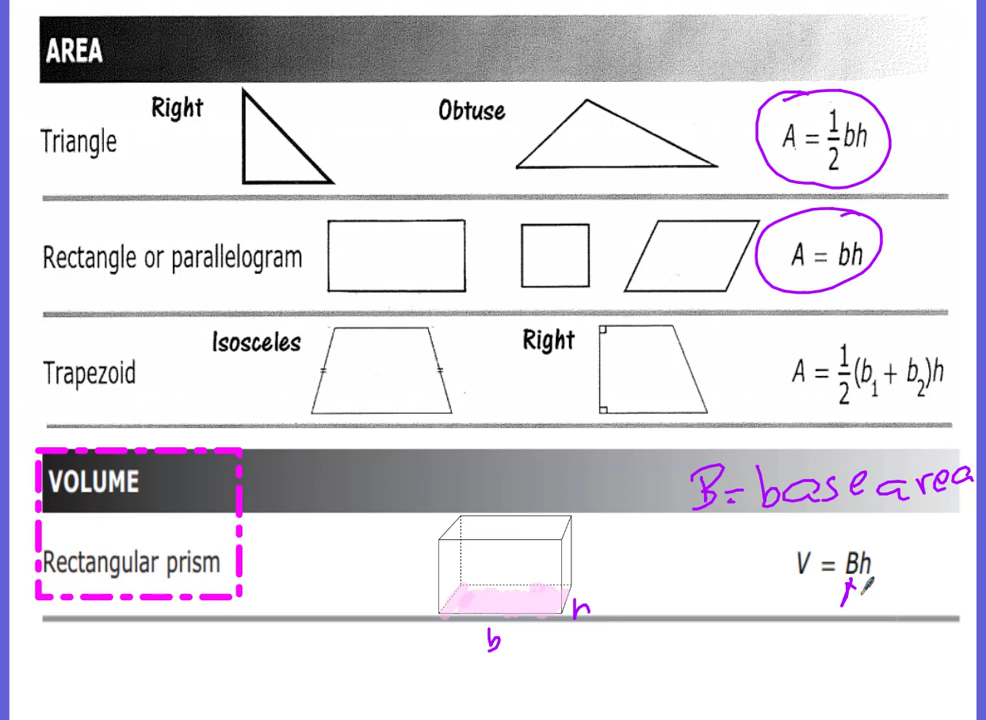 AREA
Right
Obtuse
Triangle
A = 1/2 bh
Rectangle or parallelogram
A = bh
Isosceles
Right
Trapezoid
A = 1/2 (b₁ + b₂)h
VOLUME
B = base area
Rectangular prism
V = Bh
h
b